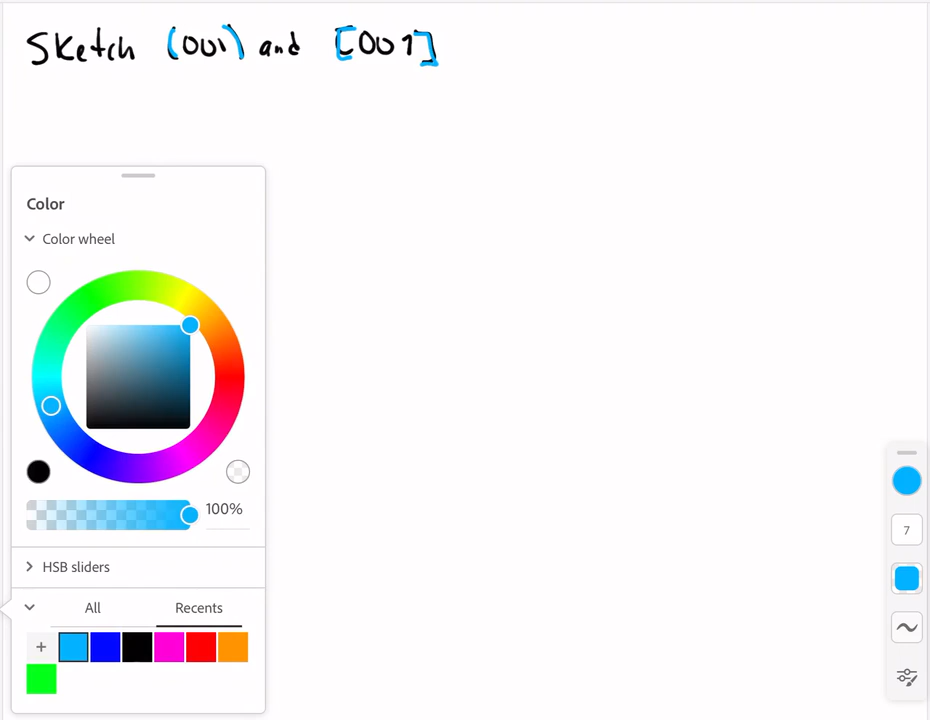 Sketch (001) and [001]
Color
Color wheel
100%
HSB sliders
All Recents
+
7